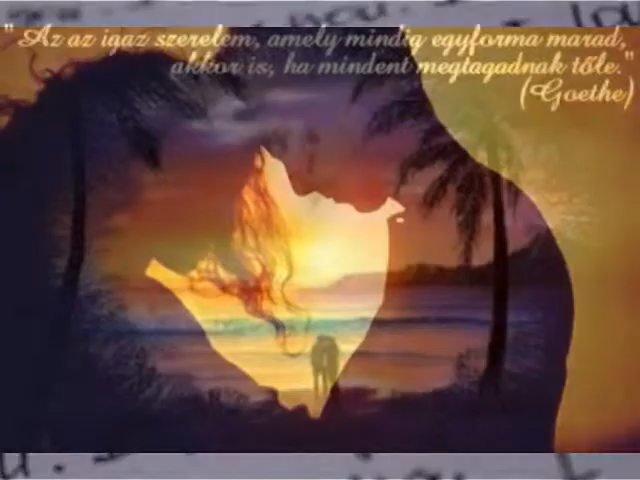 "Az az igaz szerelem, amely mindig egyforma marad,
akkor is, ha mindent megtagadnak tőle."
(Goethe)